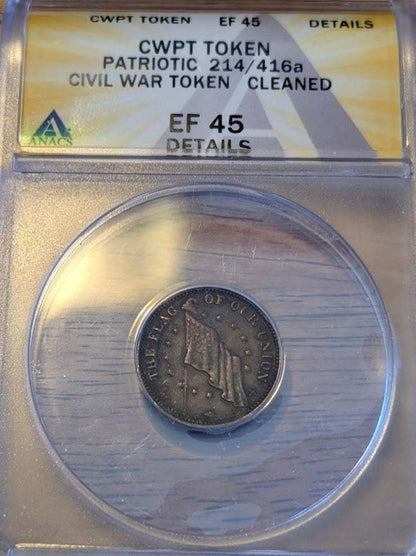 CWPT TOKEN EF 45 DETAILS
CWPT TOKEN
PATRIOTIC 214/416a
CIVIL WAR TOKEN CLEANED
EF 45
DETAILS
ANACS
THE FLAG OF OUR UNION